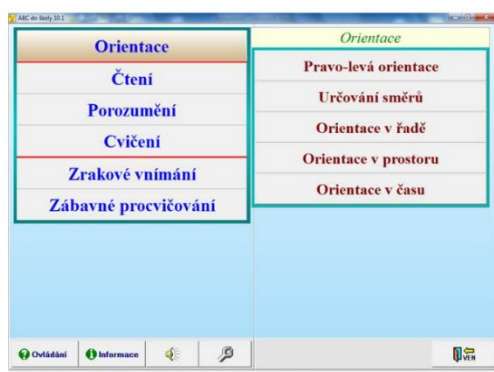 ABC do školy 10.1
Orientace
Čtení
Porozumění
Cvičení
Zrakové vnímání
Zábavné procvičování
Orientace
Pravo-levá orientace
Určování směrů
Orientace v řadě
Orientace v prostoru
Orientace v času
Ovládání
Informace
VEN